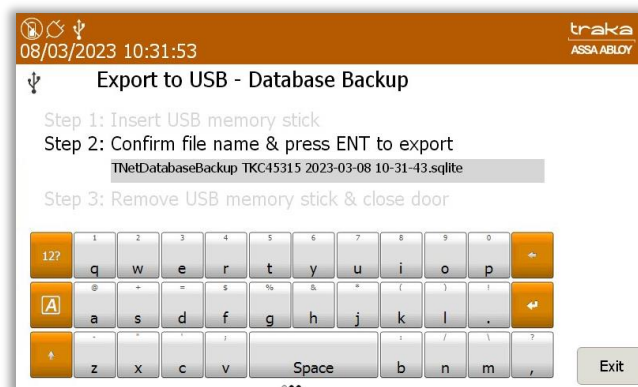 traka
08/03/2023 10:31:53
ASSA ABLOY
Export to USB - Database Backup
Step 1: Insert USB memory stick
Step 2: Confirm file name & press ENT to export
TNetDatabaseBackup TKC45315 2023-03-08 10-31-43.sqlite
Step 3: Remove USB memory stick & close door
1 2 3 4 5 6 7 8 9 0
12? q w e r t y u i o p
@ + = $ % & * ( ) !
A a s d f g h j k l .
- " ' ; : / \ ?
z x c v Space b n m ,
Exit